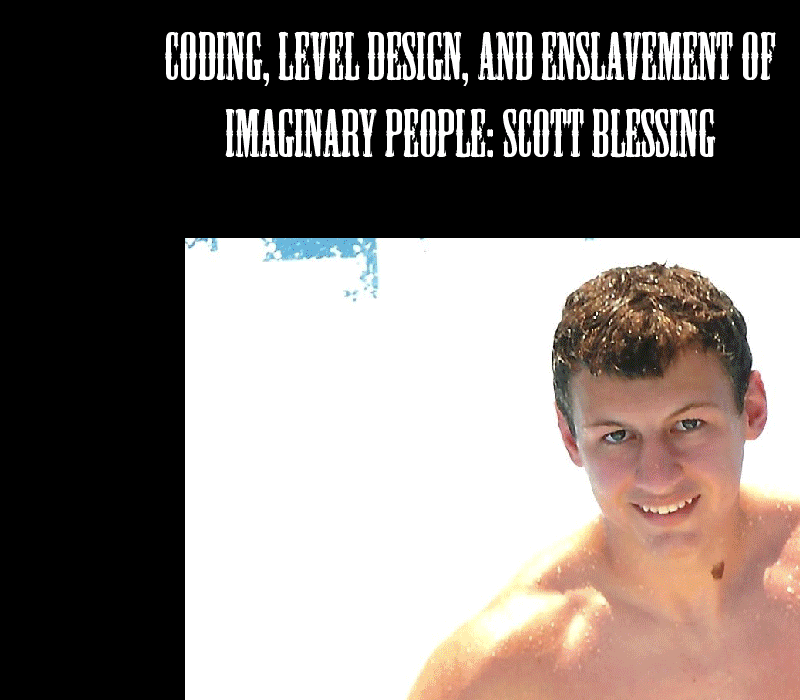 CODING, LEVEL DESIGN, AND ENSLAVEMENT OF
IMAGINARY PEOPLE: SCOTT BLESSING